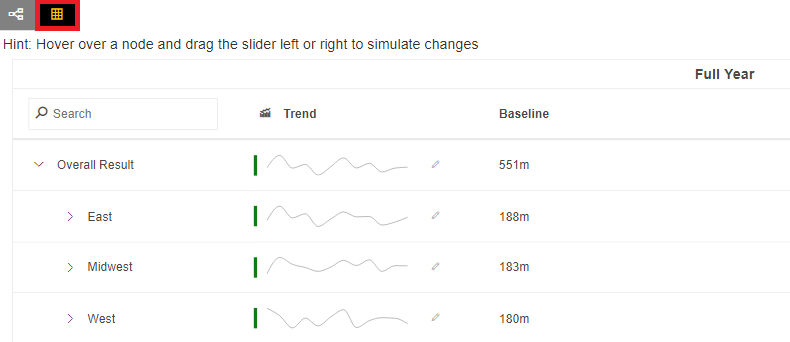 Hint: Hover over a node and drag the slider left or right to simulate changes
Full Year
Search Trend Baseline
Overall Result 551m
East 188m
Midwest 183m
West 180m